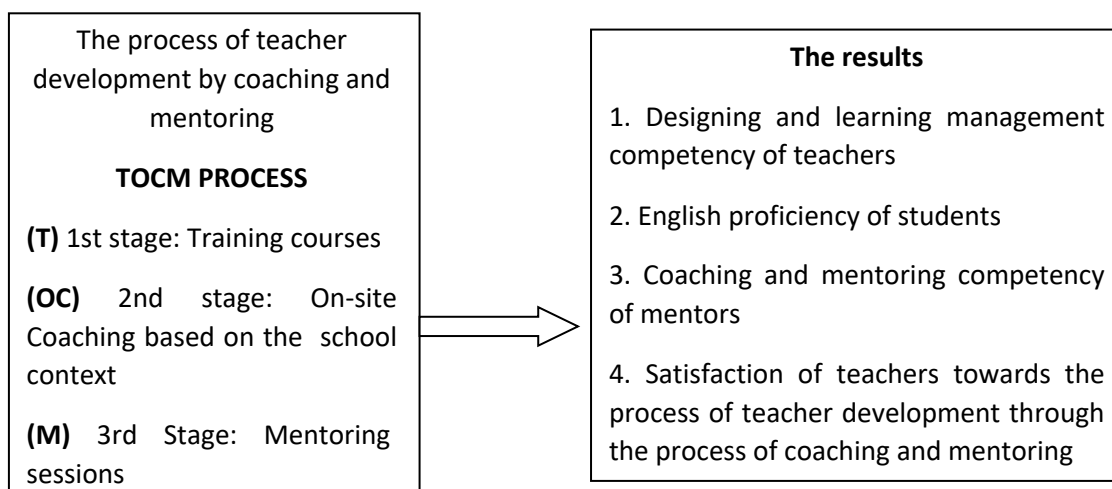 The process of teacher
development by coaching and
mentoring
TOCM PROCESS
(T) 1st stage: Training courses
(OC) 2nd stage: On-site
Coaching based on the school
context
(M) 3rd Stage: Mentoring
sessions
The results
1. Designing and learning management
competency of teachers
2. English proficiency of students
3. Coaching and mentoring competency
of mentors
4. Satisfaction of teachers towards the
process of teacher development through
the process of coaching and mentoring